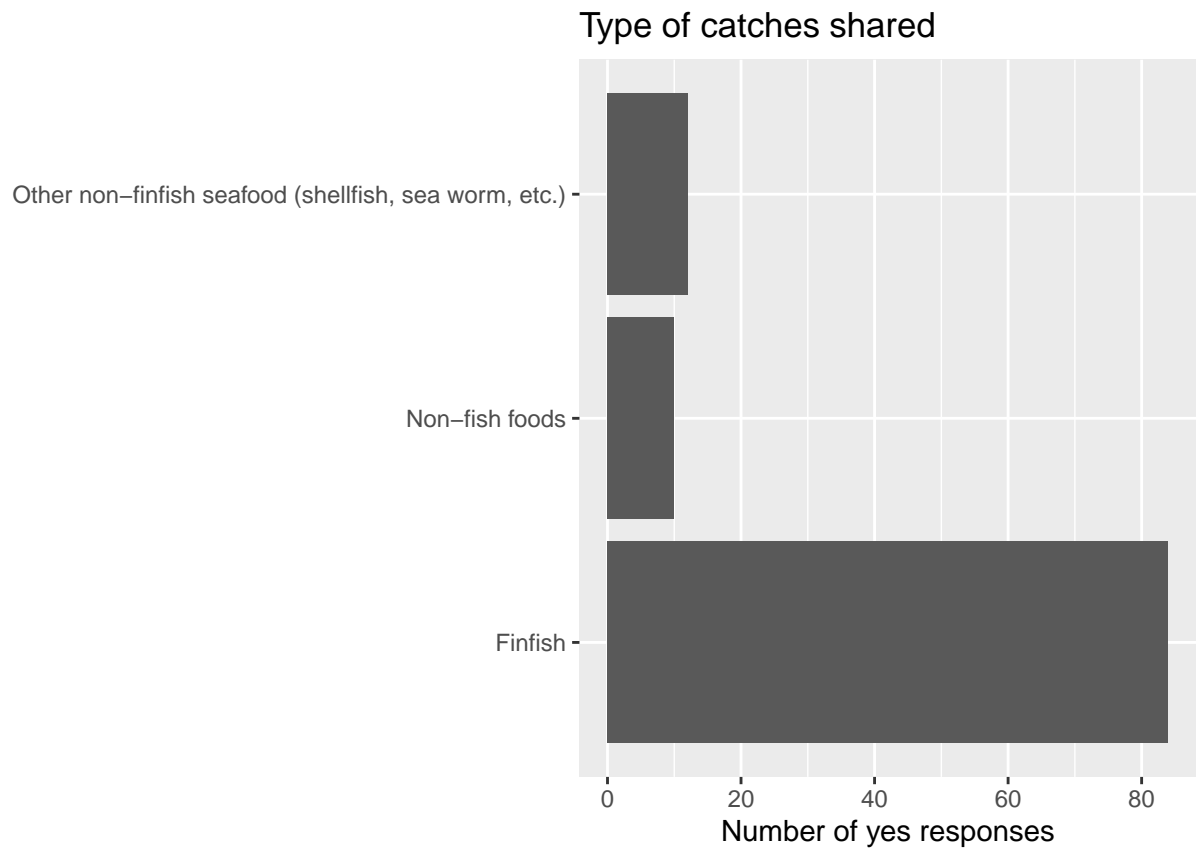 Type of catches shared
Other non−finfish seafood (shellfish, sea worm, etc.)
Non−fish foods
Finfish
0 20 40 60 80
Number of yes responses